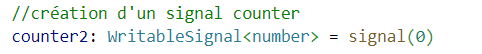 //création d'un signal counter
counter2: WritableSignal<number> = signal(0)